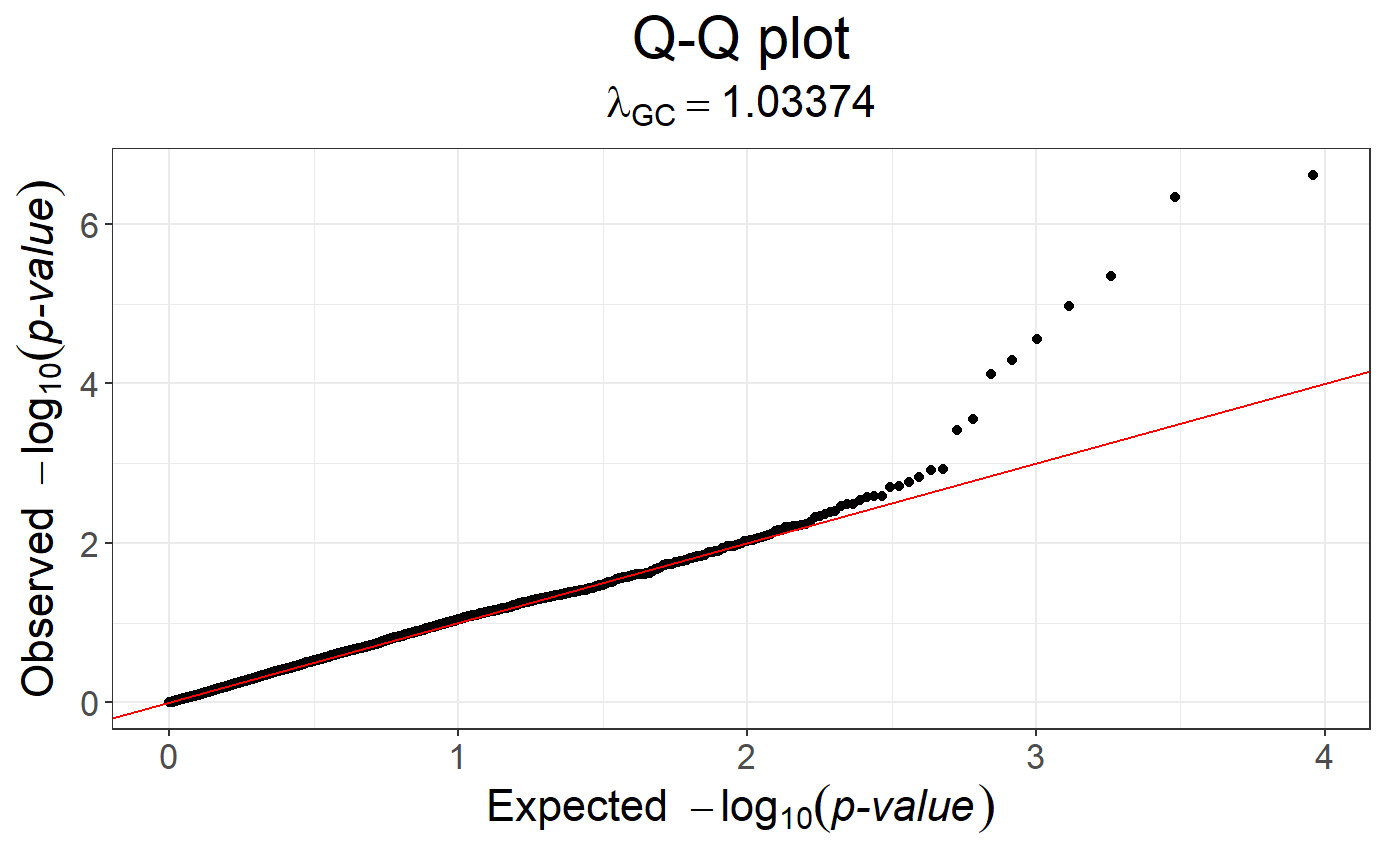 Q-Q plot
λGC = 1.03374
Observed −log10(p-value)
6
4
2
0
0 1 2 3 4
Expected −log10(p-value)